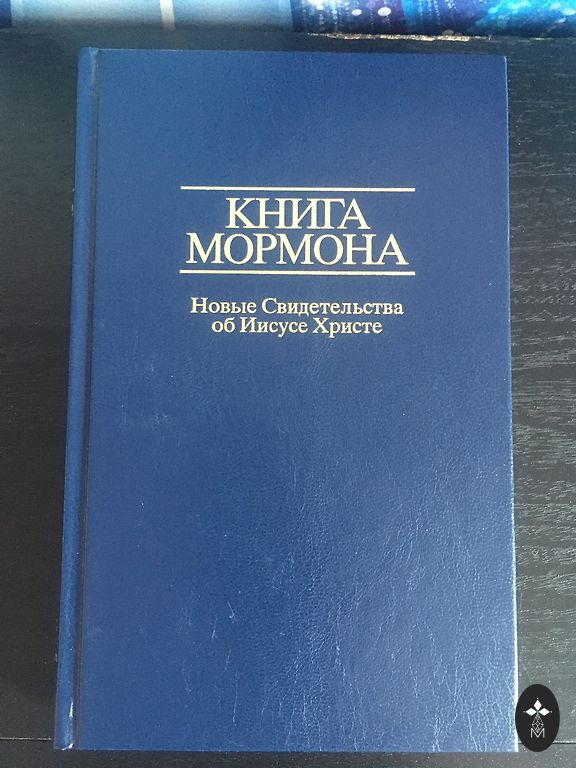 КНИГА
МОРМОНА
Новые Свидетельства
об Иисусе Христе
M